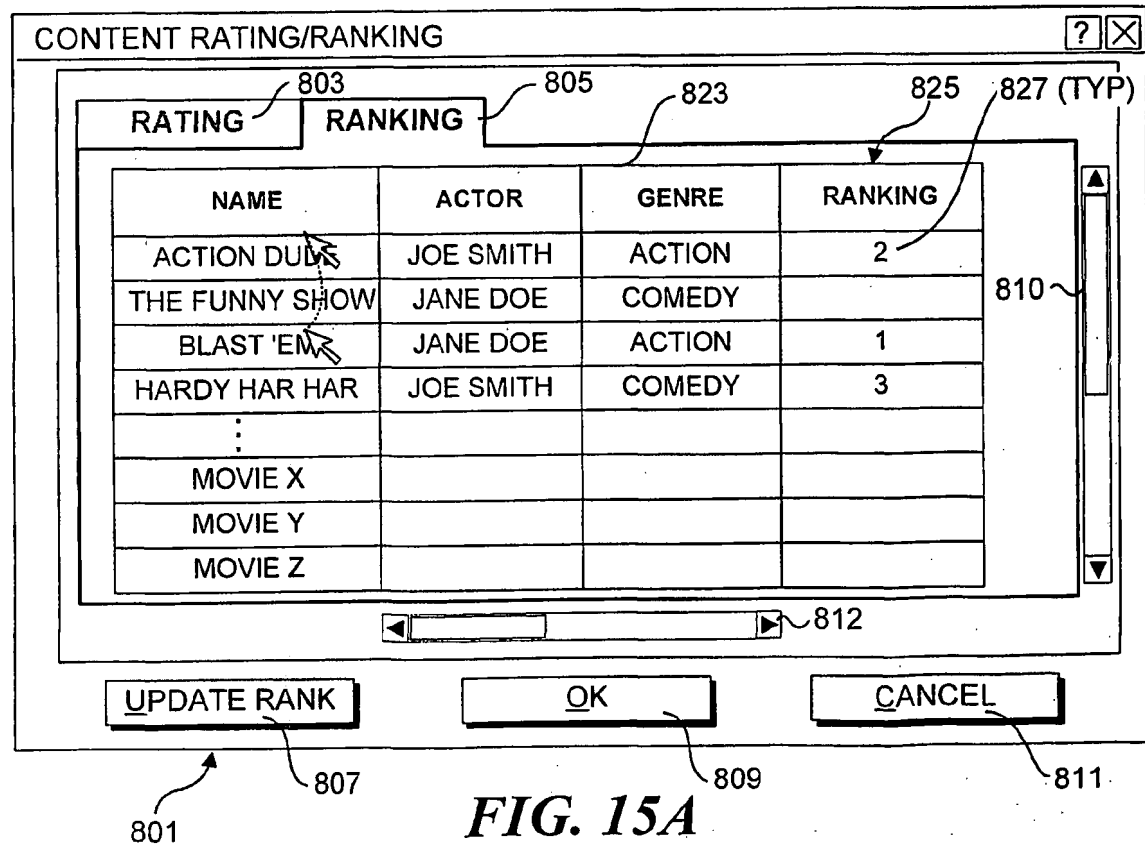 CONTENT RATING/RANKING ?
803 805 823 825 827 (TYP)
RATING RANKING
NAME ACTOR GENRE RANKING
ACTION DUDE JOE SMITH ACTION 2
THE FUNNY SHOW JANE DOE COMEDY
810
BLAST 'EM JANE DOE ACTION 1
HARDY HAR HAR JOE SMITH COMEDY 3
MOVIE X
MOVIE Y
MOVIE Z
812
UPDATE RANK OK CANCEL
807 809 811
801
FIG. 15A